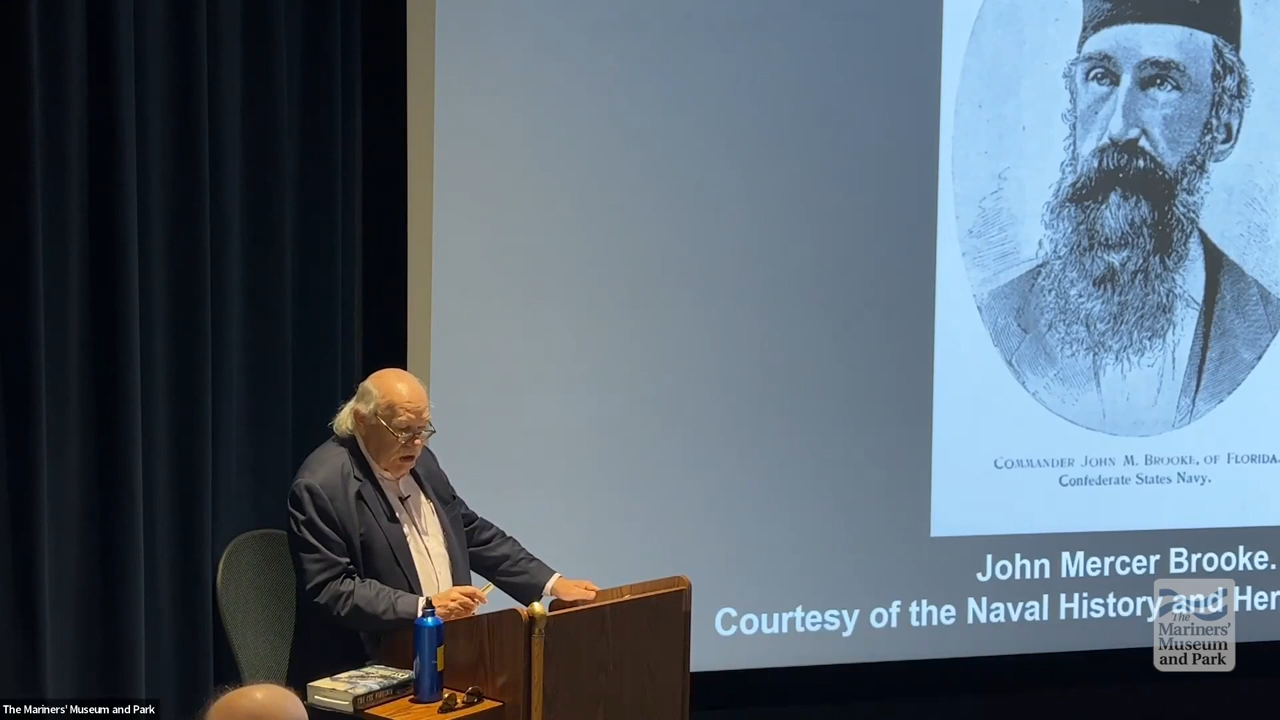 COMMANDER JOHN M. BROOKE, OF FLORIDA.
Confederate States Navy.
John Mercer Brooke.
Courtesy of the Naval History and Her
The
Mariners'
Museum
and Park
The Mariners' Museum and Park